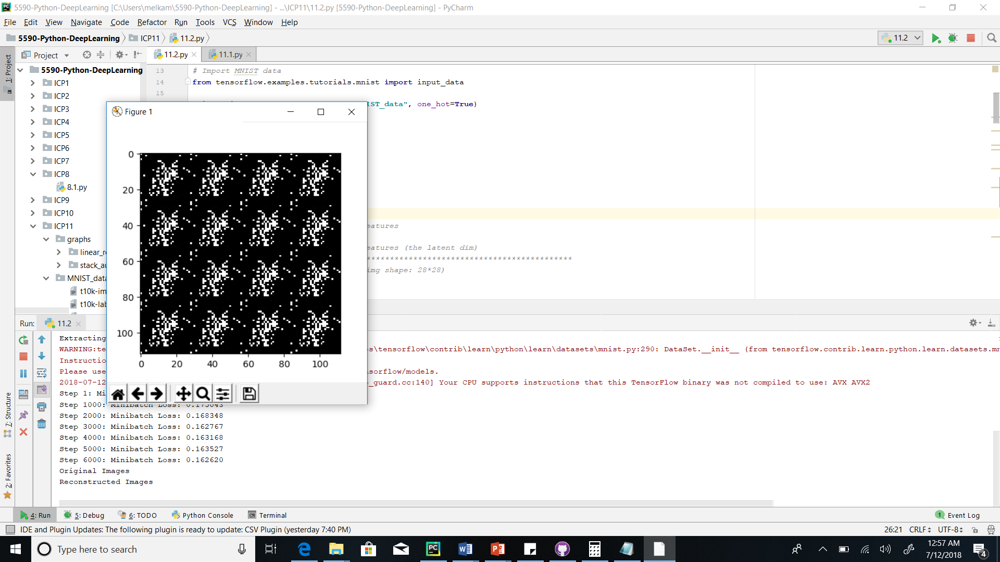 5590-Python-DeepLearning [C:\Users\melkam\5590-Python-DeepLearning] - ...\ICP11\11.2.py [5590-Python-DeepLearning] - PyCharm
File Edit View Navigate Code Refactor Run Tools VCS Window Help
5590-Python-DeepLearning ICP11 11.2.py
11.2
Project
11.2.py 11.1.py
1: Project
5590-Python-DeepLearning
ICP1
ICP2
ICP3
ICP4
ICP5
ICP6
ICP7
ICP8
8.1.py
ICP9
ICP10
ICP11
graphs
linear_r
stack_au
MNIST_data
t10k-im
t10k-lab
13 # Import MNIST data
14 from tensorflow.examples.tutorials.mnist import input_data
15
IST_data", one_hot=True)
eatures
eatures (the latent dim)
********************************************
img shape: 28*28)
Figure 1
0
20
40
60
80
100
0 20 40 60 80 100
Run: 11.2
Extracting
WARNING:te s\tensorflow\contrib\learn\python\learn\datasets\mnist.py:290: DataSet.__init__ (from tensorflow.contrib.learn.python.learn.datasets.mn
Instructio
Please use sorflow/models.
2018-07-12 e_guard.cc:140] Your CPU supports instructions that this TensorFlow binary was not compiled to use: AVX AVX2
Step 1: Mi
Step 1000: Minibatch Loss: 0.175043
Step 2000: Minibatch Loss: 0.168348
Step 3000: Minibatch Loss: 0.162767
Step 4000: Minibatch Loss: 0.163168
Step 5000: Minibatch Loss: 0.163527
Step 6000: Minibatch Loss: 0.162620
Original Images
Reconstructed Images
7: Structure
2: Favorites
4: Run 5: Debug 6: TODO Python Console Terminal
1 Event Log
IDE and Plugin Updates: The following plugin is ready to update: CSV Plugin (yesterday 7:40 PM)
26:21 CRLF UTF-8
Type here to search
12:57 AM
7/12/2018
4